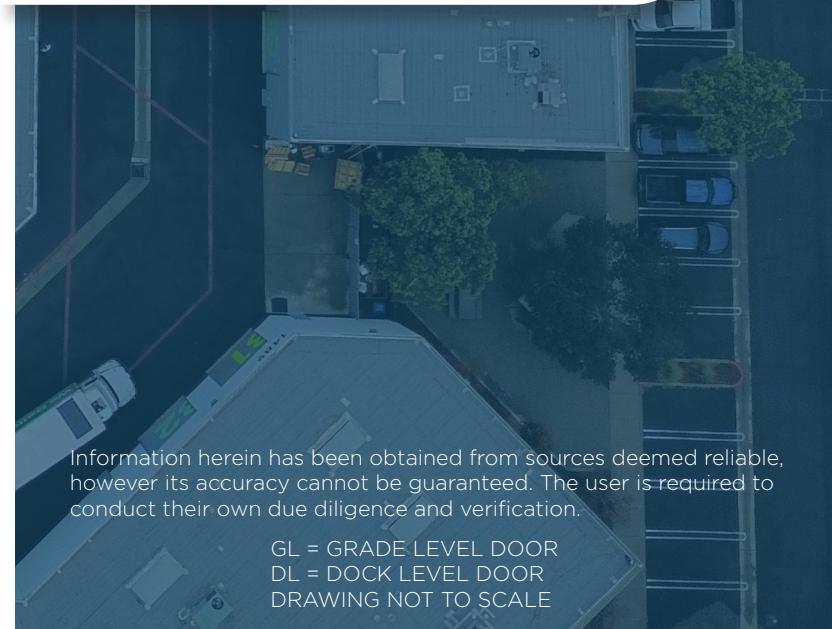 Information herein has been obtained from sources deemed reliable,
however its accuracy cannot be guaranteed. The user is required to
conduct their own due diligence and verification.
GL = GRADE LEVEL DOOR
DL = DOCK LEVEL DOOR
DRAWING NOT TO SCALE